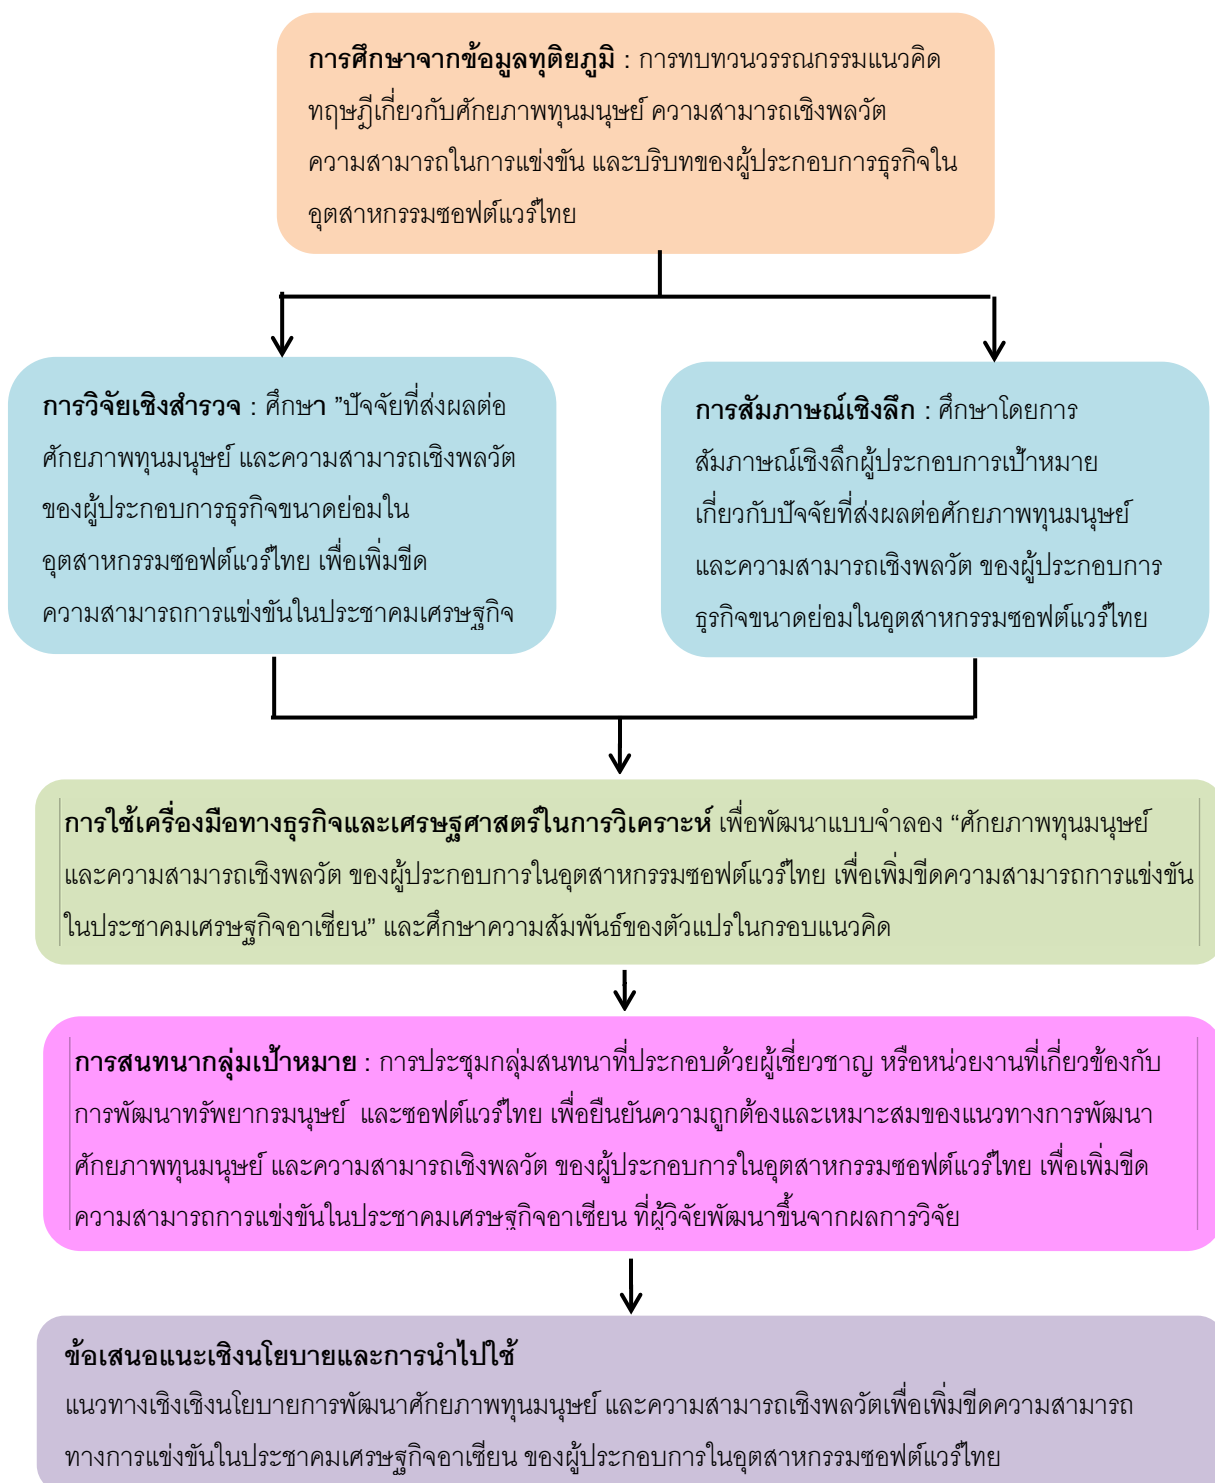 การศึกษาจากข้อมูลทุติยภูมิ : การทบทวนวรรณกรรมแนวคิด
ทฤษฎีเกี่ยวกับศักยภาพทุนมนุษย์ ความสามารถเชิงพลวัต
ความสามารถในการแข่งขัน และบริบทของผู้ประกอบการธุรกิจใน
อุตสาหกรรมซอฟต์แวร์ไทย
การวิจัยเชิงสำรวจ : ศึกษา ”ปัจจัยที่ส่งผลต่อ
ศักยภาพทุนมนุษย์ และความสามารถเชิงพลวัต
ของผู้ประกอบการธุรกิจขนาดย่อมใน
อุตสาหกรรมซอฟต์แวร์ไทย เพื่อเพิ่มขีด
ความสามารถการแข่งขันในประชาคมเศรษฐกิจ
การสัมภาษณ์เชิงลึก : ศึกษาโดยการ
สัมภาษณ์เชิงลึกผู้ประกอบการเป้าหมาย
เกี่ยวกับปัจจัยที่ส่งผลต่อศักยภาพทุนมนุษย์
และความสามารถเชิงพลวัต ของผู้ประกอบการ
ธุรกิจขนาดย่อมในอุตสาหกรรมซอฟต์แวร์ไทย
การใช้เครื่องมือทางธุรกิจและเศรษฐศาสตร์ในการวิเคราะห์ เพื่อพัฒนาแบบจำลอง “ศักยภาพทุนมนุษย์
และความสามารถเชิงพลวัต ของผู้ประกอบการในอุตสาหกรรมซอฟต์แวร์ไทย เพื่อเพิ่มขีดความสามารถการแข่งขัน
ในประชาคมเศรษฐกิจอาเซียน” และศึกษาความสัมพันธ์ของตัวแปรในกรอบแนวคิด
การสนทนากลุ่มเป้าหมาย : การประชุมกลุ่มสนทนาที่ประกอบด้วยผู้เชี่ยวชาญ หรือหน่วยงานที่เกี่ยวข้องกับ
การพัฒนาทรัพยากรมนุษย์ และซอฟต์แวร์ไทย เพื่อยืนยันความถูกต้องและเหมาะสมของแนวทางการพัฒนา
ศักยภาพทุนมนุษย์ และความสามารถเชิงพลวัต ของผู้ประกอบการในอุตสาหกรรมซอฟต์แวร์ไทย เพื่อเพิ่มขีด
ความสามารถการแข่งขันในประชาคมเศรษฐกิจอาเซียน ที่ผู้วิจัยพัฒนาขึ้นจากผลการวิจัย
ข้อเสนอแนะเชิงนโยบายและการนำไปใช้
แนวทางเชิงเชิงนโยบายการพัฒนาศักยภาพทุนมนุษย์ และความสามารถเชิงพลวัตเพื่อเพิ่มขีดความสามารถ
ทางการแข่งขันในประชาคมเศรษฐกิจอาเซียน ของผู้ประกอบการในอุตสาหกรรมซอฟต์แวร์ไทย